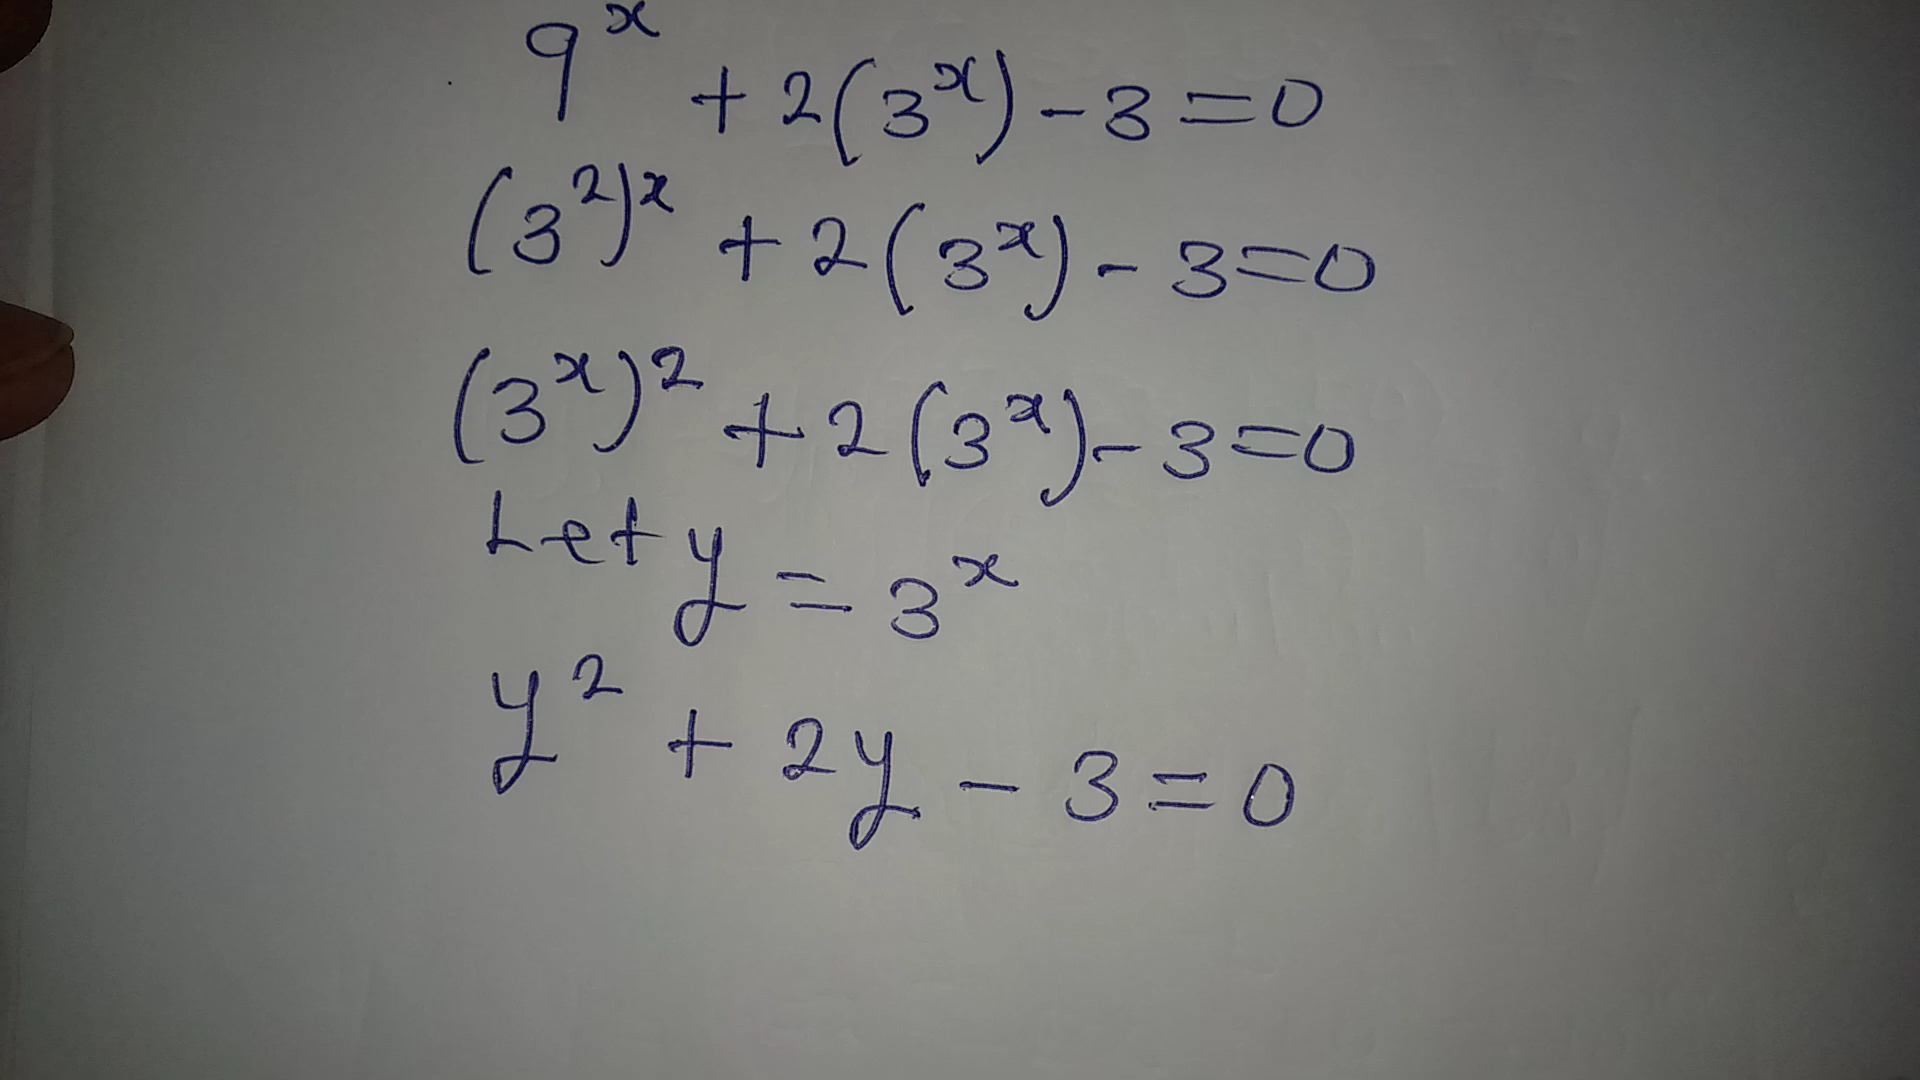 9^x + 2(3^x) - 3 = 0
(3^2)^x + 2(3^x) - 3 = 0
(3^x)^2 + 2(3^x) - 3 = 0
Let y = 3^x
y^2 + 2y - 3 = 0